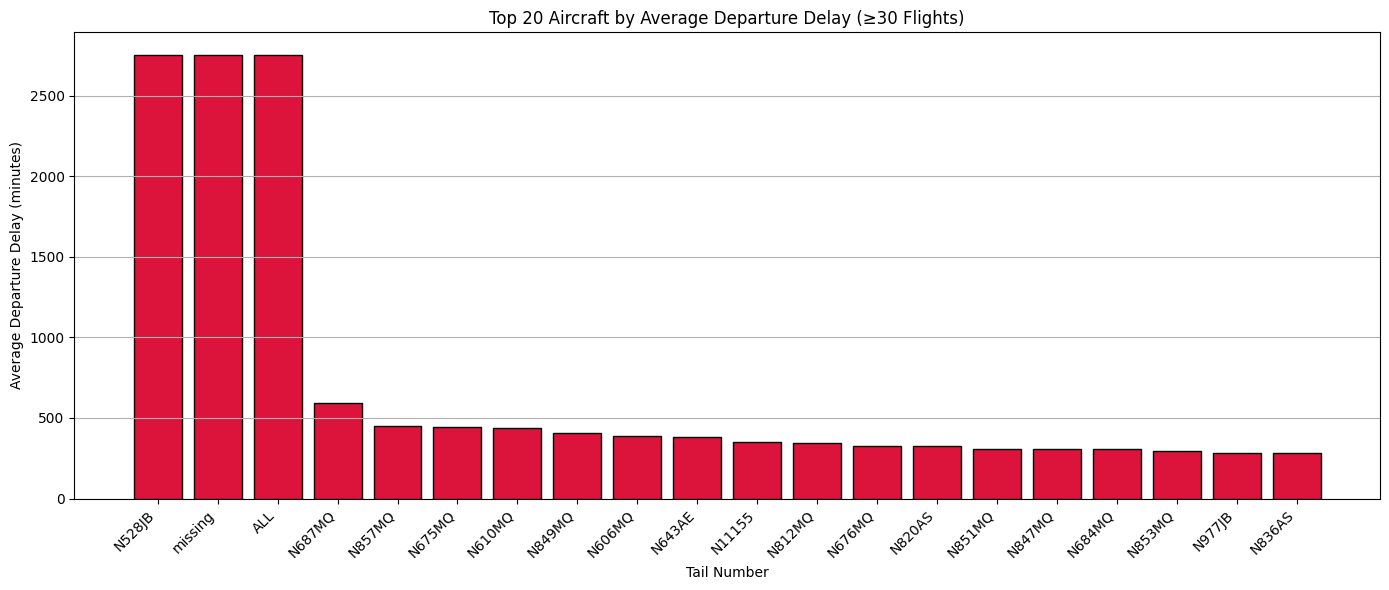 Top 20 Aircraft by Average Departure Delay (≥30 Flights)
Average Departure Delay (minutes)
2500
2000
1500
1000
500
0
N528JB
missing
ALL
N687MQ
N857MQ
N675MQ
N610MQ
N849MQ
N606MQ
N643AE
N11155
N812MQ
N676MQ
N820AS
N851MQ
N847MQ
N684MQ
N853MQ
N977JB
N836AS
Tail Number